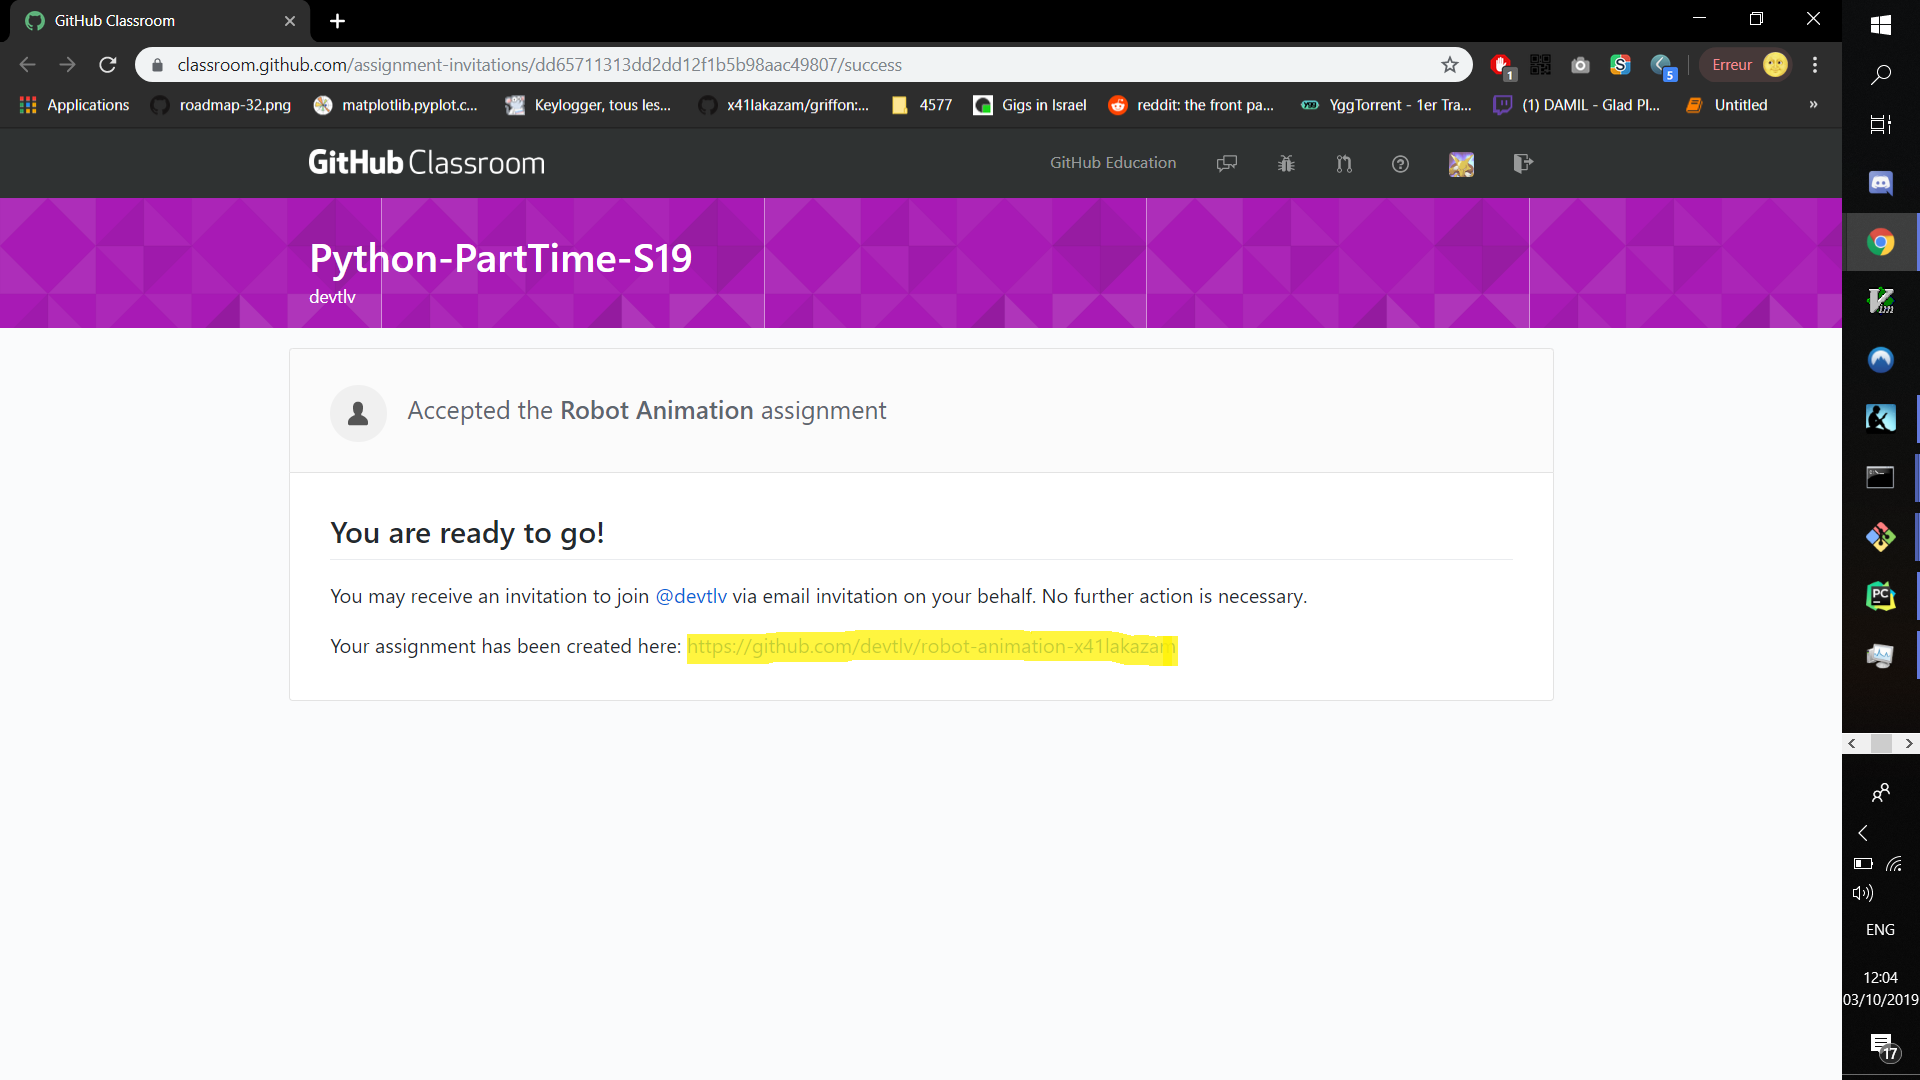 GitHub Classroom
classroom.github.com/assignment-invitations/dd65711313dd2dd12f1b5b98aac49807/success
1
S
5
Erreur
Applications
roadmap-32.png
matplotlib.pyplot.c...
Keylogger, tous les...
x41lakazam/griffon:...
4577
Gigs in Israel
reddit: the front pa...
YggTorrent - 1er Tra...
(1) DAMIL - Glad Pl...
Untitled
»
GitHub Classroom
GitHub Education
Python-PartTime-S19
devtlv
Accepted the Robot Animation assignment
You are ready to go!
You may receive an invitation to join @devtlv via email invitation on your behalf. No further action is necessary.
Your assignment has been created here: https://github.com/devtlv/robot-animation-x41lakazam
Vim
PC
ENG
12:04
03/10/2019
17